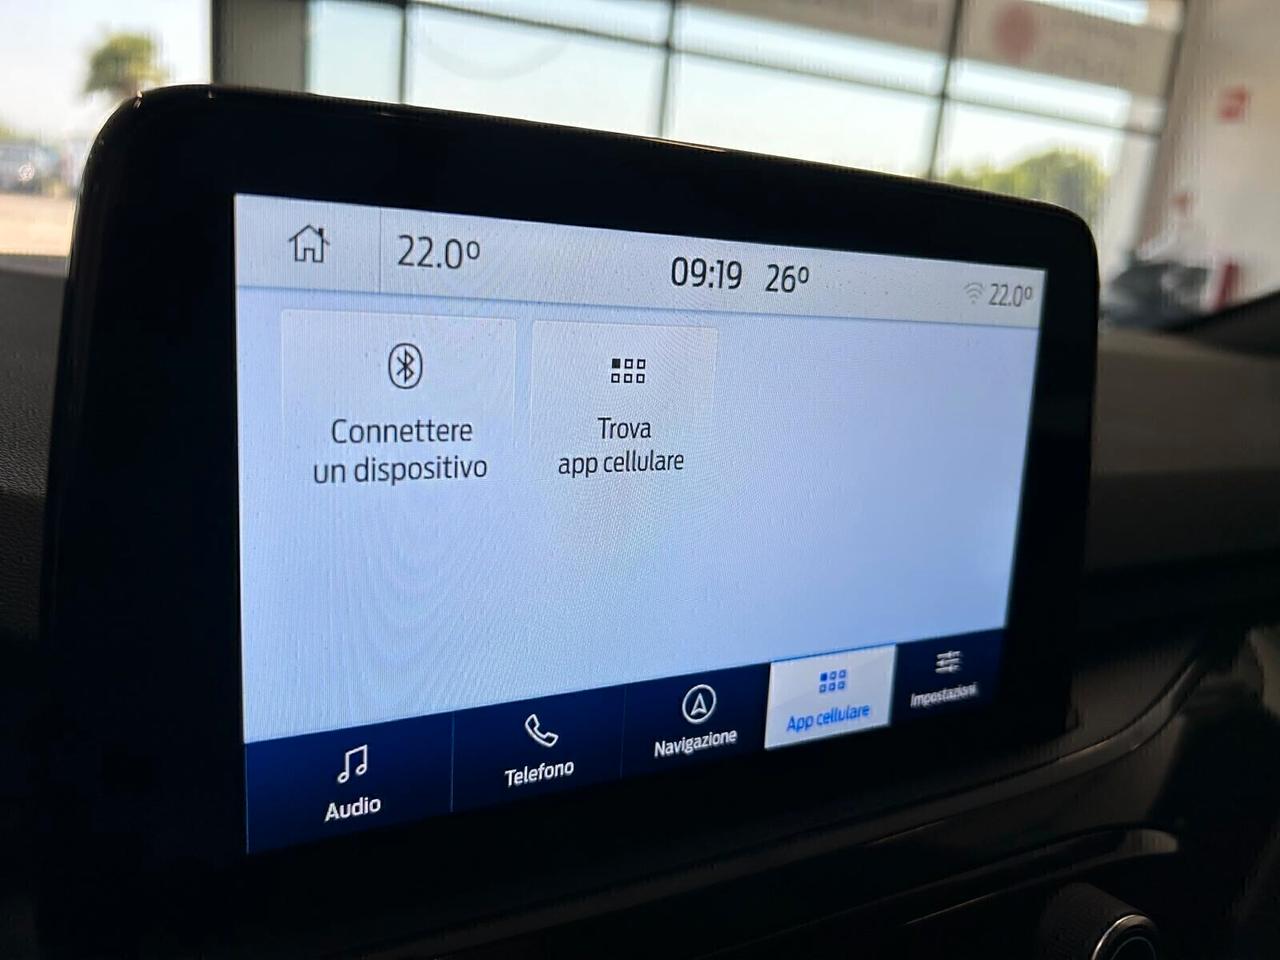 22.0°
09:19 26°
22.0°
Connettere
un dispositivo
Trova
app cellulare
Audio
Telefono
Navigazione
App cellulare
Impostazioni